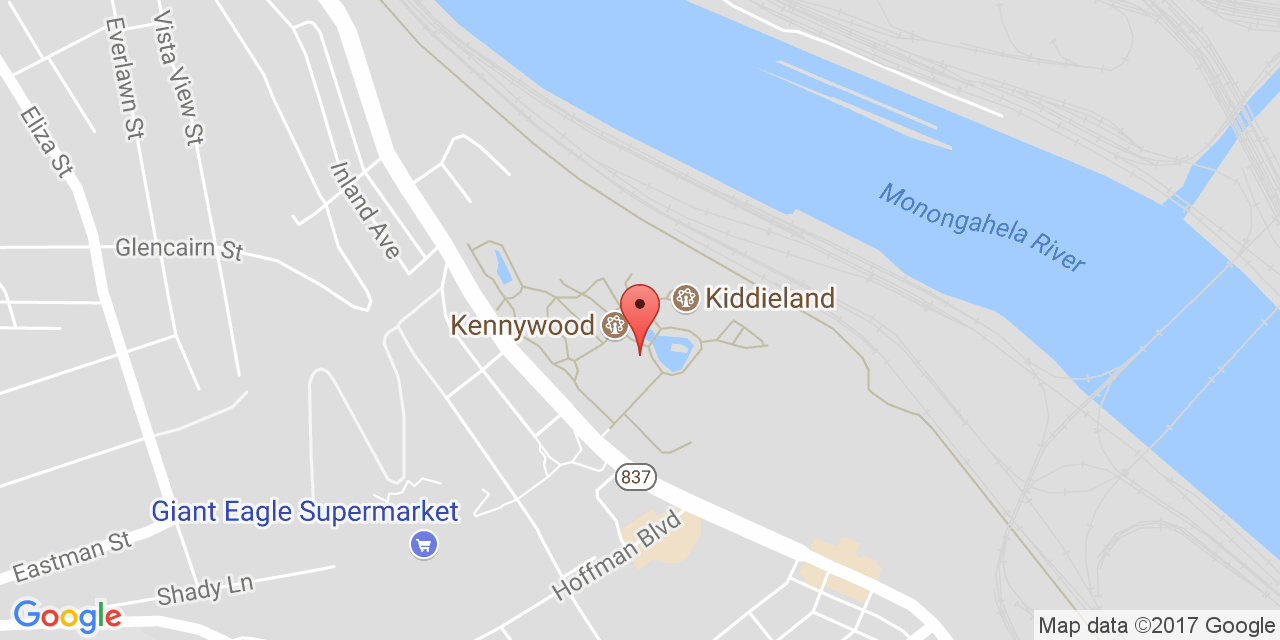 Everlawn St
Vista View St
Eliza St
Inland Ave
Glencairn St
Monongahela River
Kiddieland
Kennywood
837
Giant Eagle Supermarket
Hoffman Blvd
Eastman St
Shady Ln
Google
Map data ©2017 Google